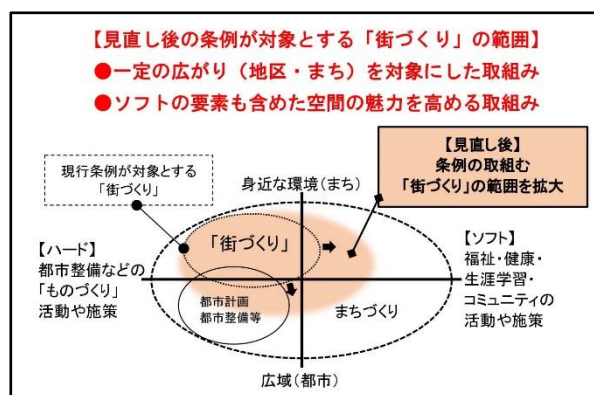 【見直し後の条例が対象とする「街づくり」の範囲】
●一定の広がり（地区・まち）を対象にした取組み
●ソフトの要素も含めた空間の魅力を高める取組み
現行条例が対象とする
「街づくり」
身近な環境（まち）
【見直し後】
条例の取組む
「街づくり」の範囲を拡大
【ハード】
都市整備などの
「ものづくり」
活動や施策
「街づくり」
【ソフト】
福祉・健康・
生涯学習・
コミュニティの
活動や施策
都市計画
都市整備等
まちづくり
広域（都市）